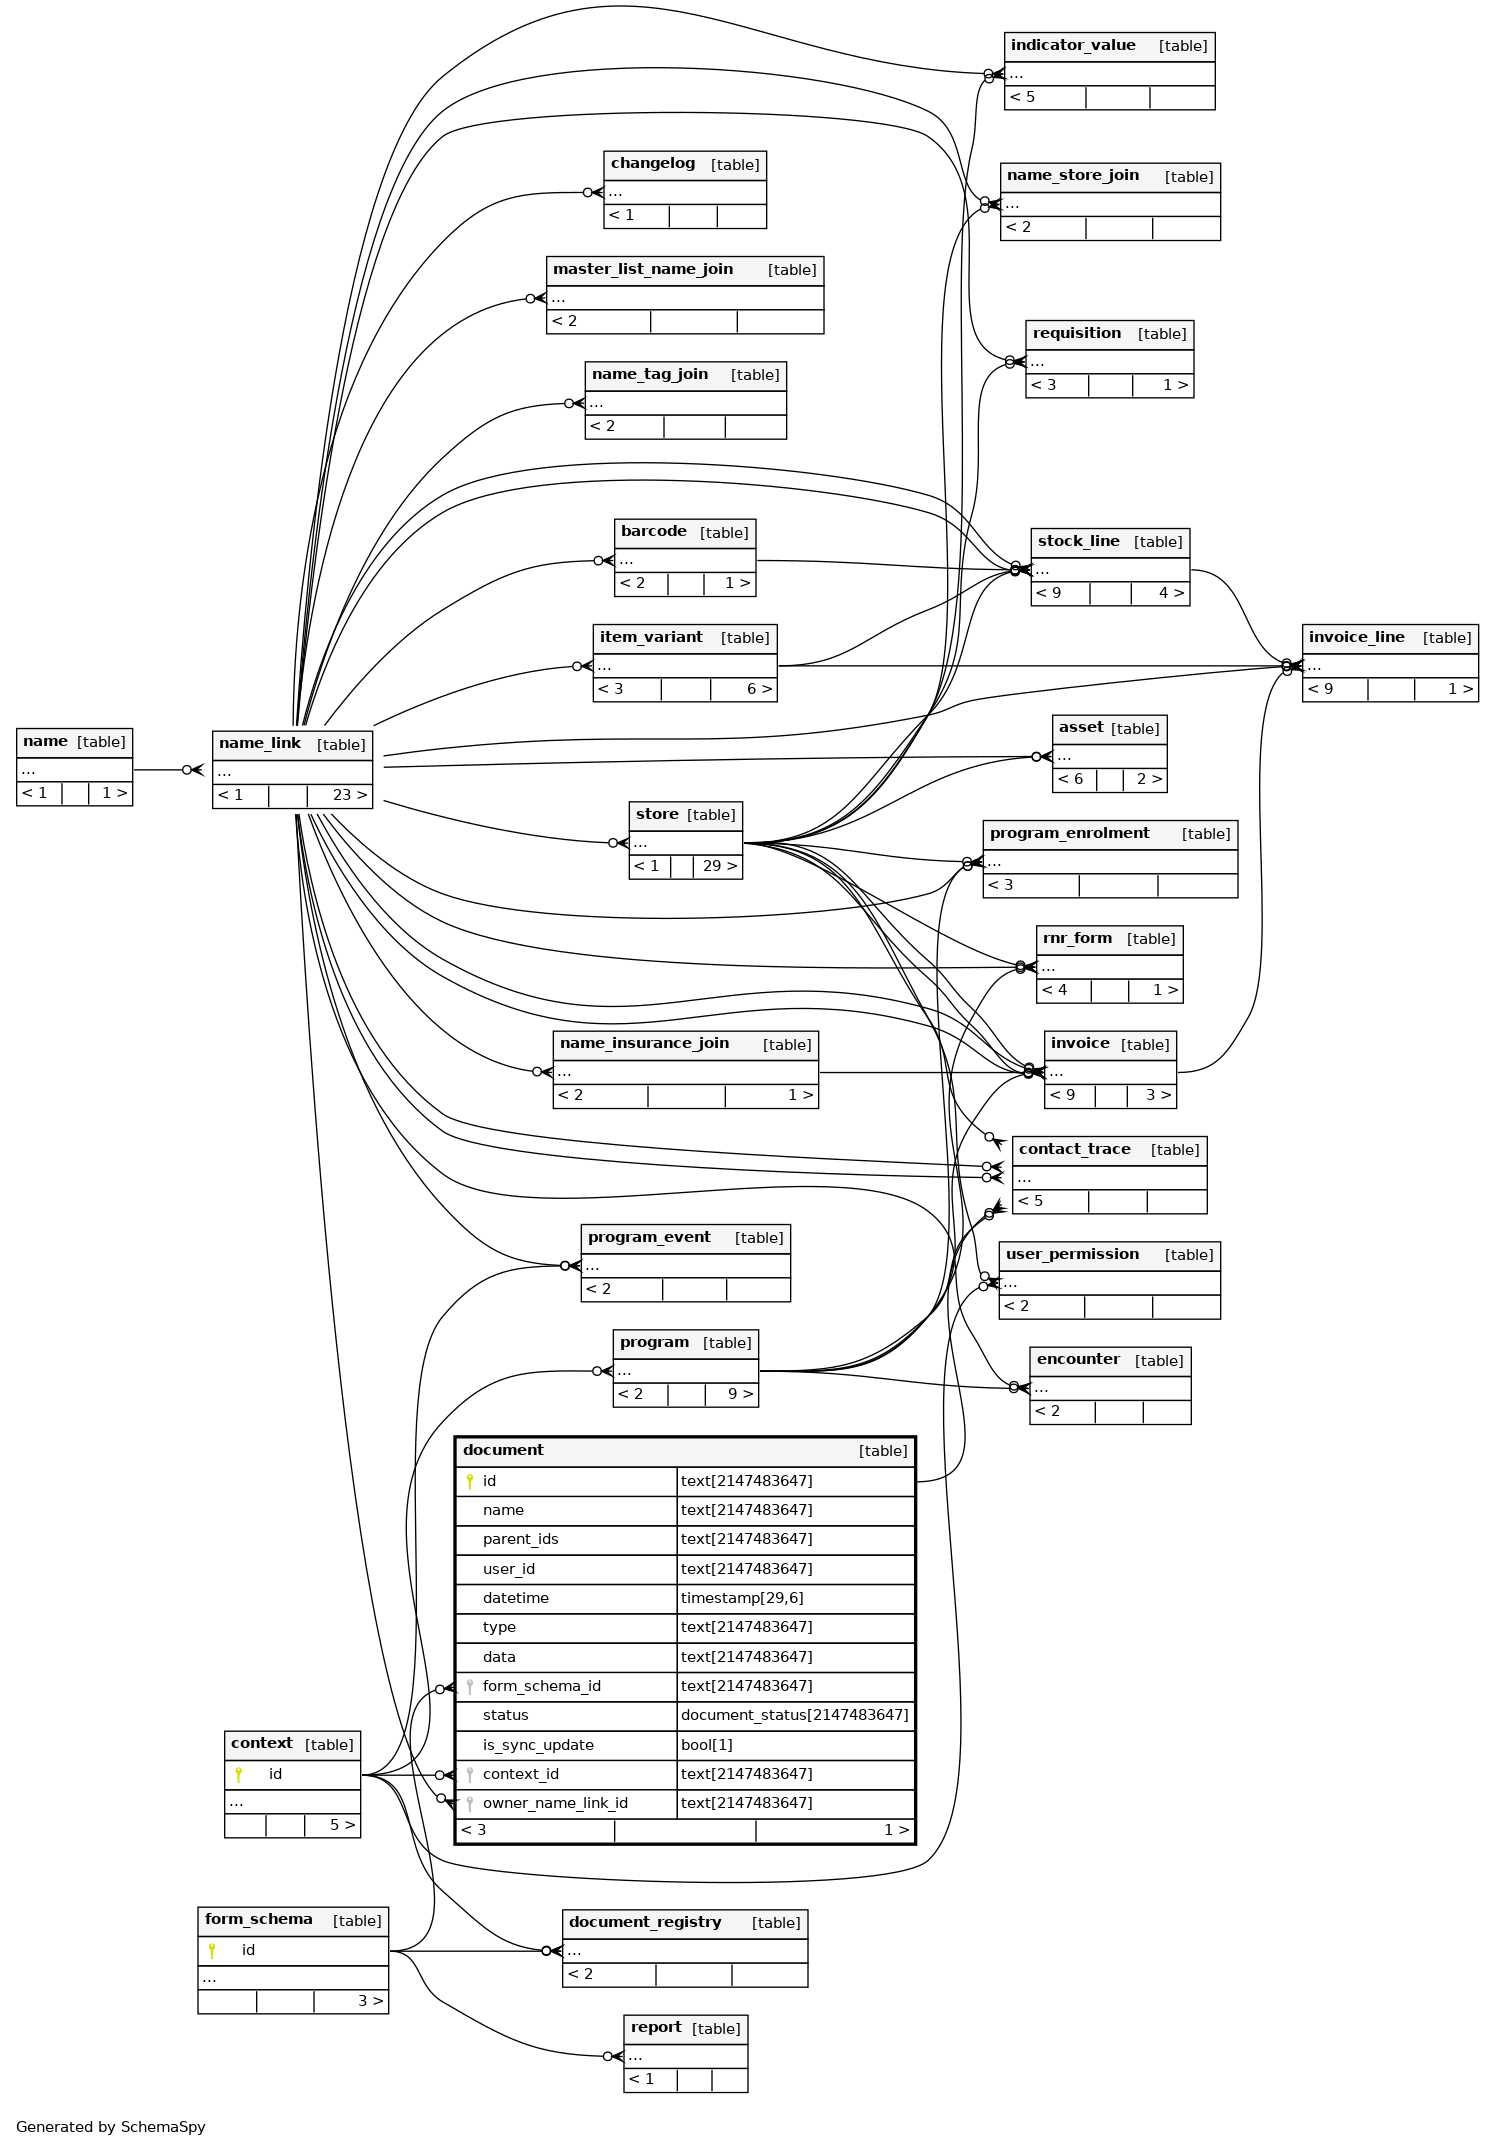 indicator_value [table]
...
< 5
changelog [table]
...
< 1
name_store_join [table]
...
< 2
master_list_name_join [table]
...
< 2
requisition [table]
...
< 3 1 >
name_tag_join [table]
...
< 2
barcode [table]
...
< 2 1 >
stock_line [table]
...
< 9 4 >
item_variant [table]
...
< 3 6 >
invoice_line [table]
...
< 9 1 >
name [table]
...
< 1 1 >
name_link [table]
...
< 1 23 >
asset [table]
...
< 6 2 >
store [table]
...
< 1 29 >
program_enrolment [table]
...
< 3
rnr_form [table]
...
< 4 1 >
name_insurance_join [table]
...
< 2 1 >
invoice [table]
...
< 9 3 >
contact_trace [table]
...
< 5
program_event [table]
...
< 2
user_permission [table]
...
< 2
program [table]
...
< 2 9 >
encounter [table]
...
< 2
document [table]
id text[2147483647]
name text[2147483647]
parent_ids text[2147483647]
user_id text[2147483647]
datetime timestamp[29,6]
type text[2147483647]
data text[2147483647]
form_schema_id text[2147483647]
status document_status[2147483647]
is_sync_update bool[1]
context_id text[2147483647]
owner_name_link_id text[2147483647]
< 3 1 >
context [table]
id
...
5 >
form_schema [table]
id
...
3 >
document_registry [table]
...
< 2
report [table]
...
< 1
Generated by SchemaSpy